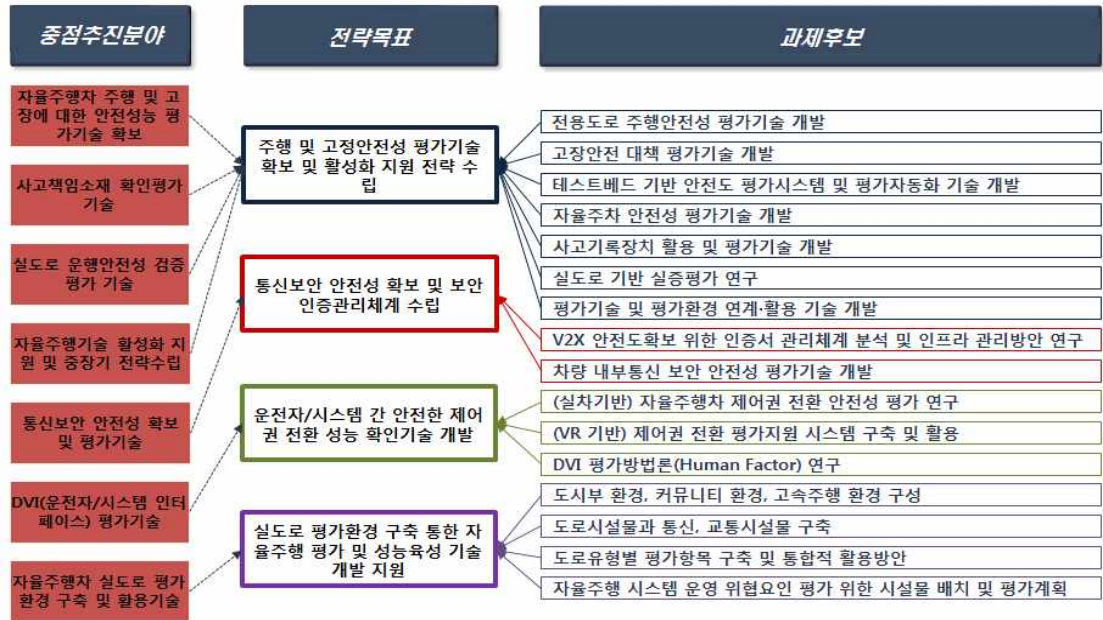 중점추진분야
전략목표
과제후보
자율주행차 주행 및 고
장에 대한 안전성능 평
가기술 확보
사고책임소재 확인평가
기술
실도로 운행안전성 검증
평가 기술
자율주행기술 활성화 지
원 및 중장기 전략수립
통신보안 안전성 확보
및 평가기술
DVI(운전자/시스템 인터
페이스) 평가기술
자율주행차 실도로 평가
환경 구축 및 활용기술
주행 및 고정안전성 평가기술
확보 및 활성화 지원 전략 수
립
통신보안 안전성 확보 및 보안
인증관리체계 수립
운전자/시스템 간 안전한 제어
권 전환 성능 확인기술 개발
실도로 평가환경 구축 통한 자
율주행 평가 및 성능육성 기술
개발 지원
전용도로 주행안전성 평가기술 개발
고장안전 대책 평가기술 개발
테스트베드 기반 안전도 평가시스템 및 평가자동화 기술 개발
자율주차 안전성 평가기술 개발
사고기록장치 활용 및 평가기술 개발
실도로 기반 실증평가 연구
평가기술 및 평가환경 연계·활용 기술 개발
V2X 안전도확보 위한 인증서 관리체계 분석 및 인프라 관리방안 연구
차량 내부통신 보안 안전성 평가기술 개발
(실차기반) 자율주행차 제어권 전환 안전성 평가 연구
(VR 기반) 제어권 전환 평가지원 시스템 구축 및 활용
DVI 평가방법론(Human Factor) 연구
도시부 환경, 커뮤니티 환경, 고속주행 환경 구성
도로시설물과 통신, 교통시설물 구축
도로유형별 평가항목 구축 및 통합적 활용방안
자율주행 시스템 운영 위협요인 평가 위한 시설물 배치 및 평가계획